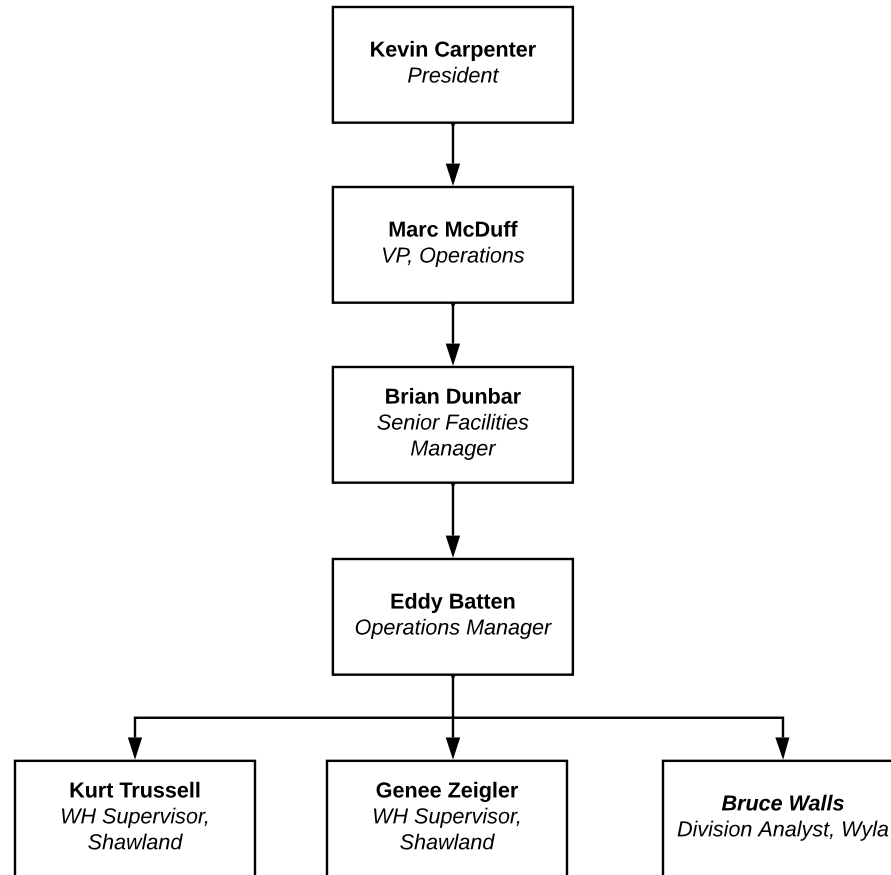 Kevin Carpenter
President
Marc McDuff
VP, Operations
Brian Dunbar
Senior Facilities
Manager
Eddy Batten
Operations Manager
Kurt Trussell
WH Supervisor,
Shawland
Genee Zeigler
WH Supervisor,
Shawland
Bruce Walls
Division Analyst, Wyla